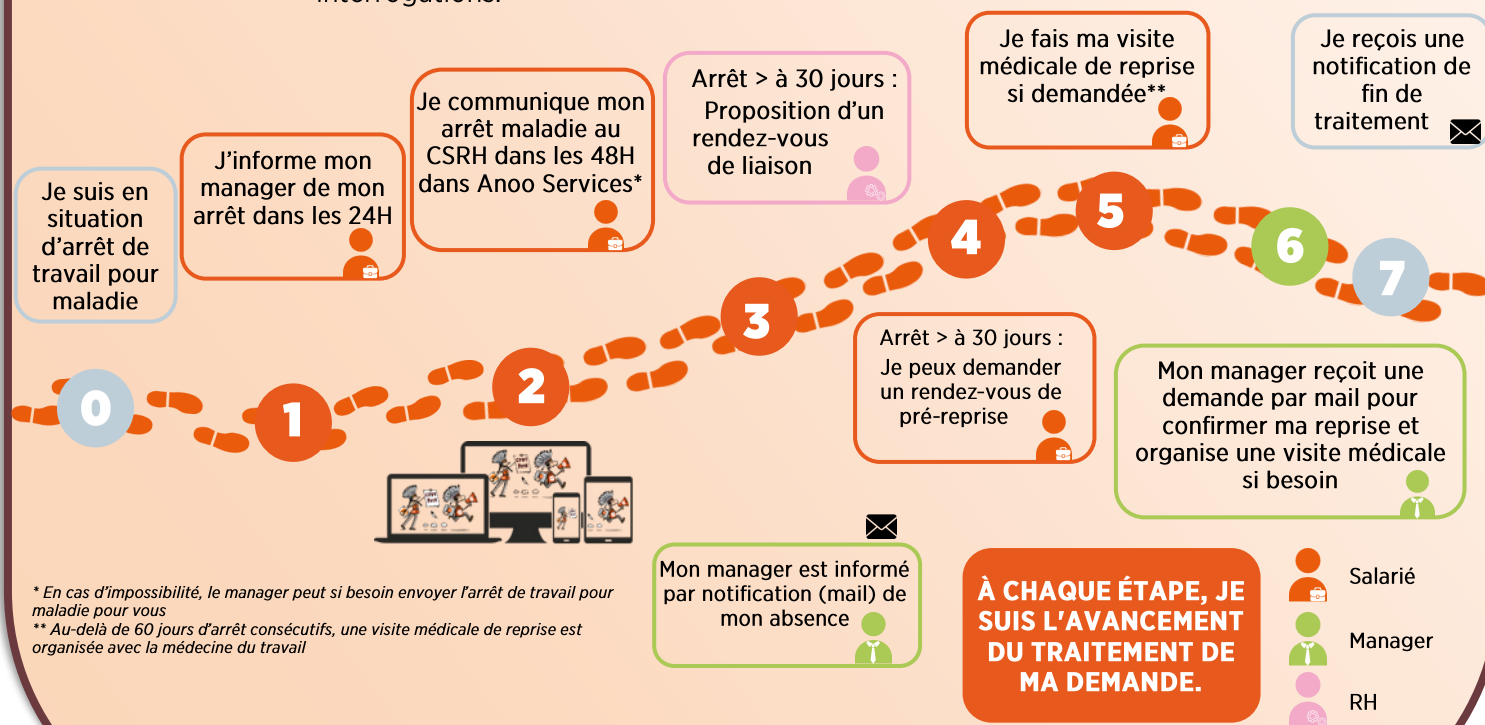 interrogations.
Je suis en
situation
d'arrêt de
travail pour
maladie
J'informe mon
manager de mon
arrêt dans les 24H
Je communique mon
arrêt maladie au
CSRH dans les 48H
dans Anoo Services*
Arrêt > à 30 jours :
Proposition d'un
rendez-vous
de liaison
Je fais ma visite
médicale de reprise
si demandée**
Je reçois une
notification de
fin de
traitement
0
1
2
3
4
5
6
7
Arrêt > à 30 jours :
Je peux demander
un rendez-vous de
pré-reprise
Mon manager reçoit une
demande par mail pour
confirmer ma reprise et
organise une visite médicale
si besoin
Mon manager est informé
par notification (mail) de
mon absence
* En cas d'impossibilité, le manager peut si besoin envoyer l'arrêt de travail pour
maladie pour vous
** Au-delà de 60 jours d'arrêt consécutifs, une visite médicale de reprise est
organisée avec la médecine du travail
À CHAQUE ÉTAPE, JE
SUIS L'AVANCEMENT
DU TRAITEMENT DE
MA DEMANDE.
Salarié
Manager
RH